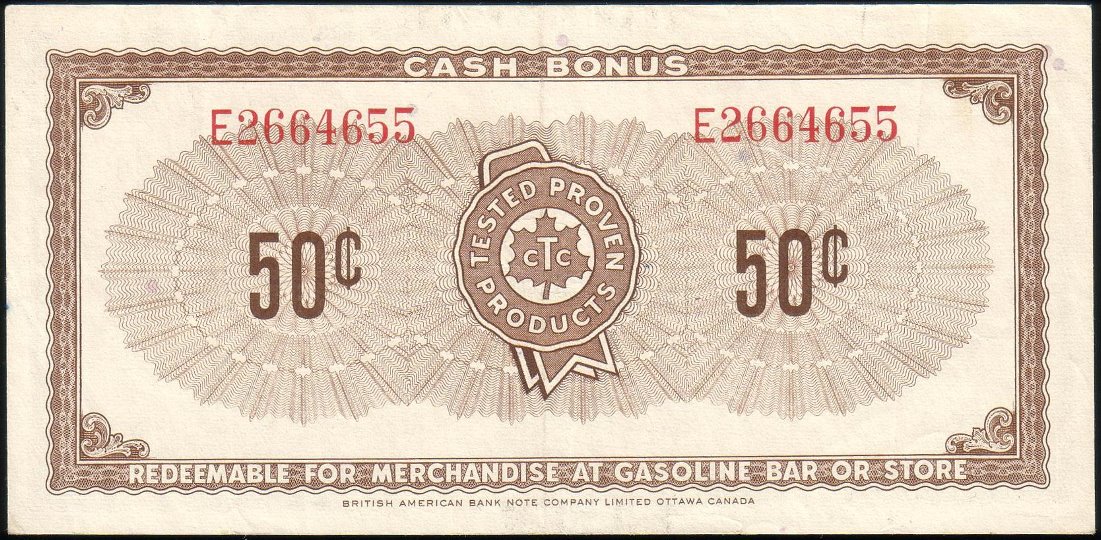 CASH BONUS
E2664655 E2664655
TESTED PROVEN PRODUCTS
CTC
50¢ 50¢
REDEEMABLE FOR MERCHANDISE AT GASOLINE BAR OR STORE
BRITISH AMERICAN BANK NOTE COMPANY LIMITED OTTAWA CANADA